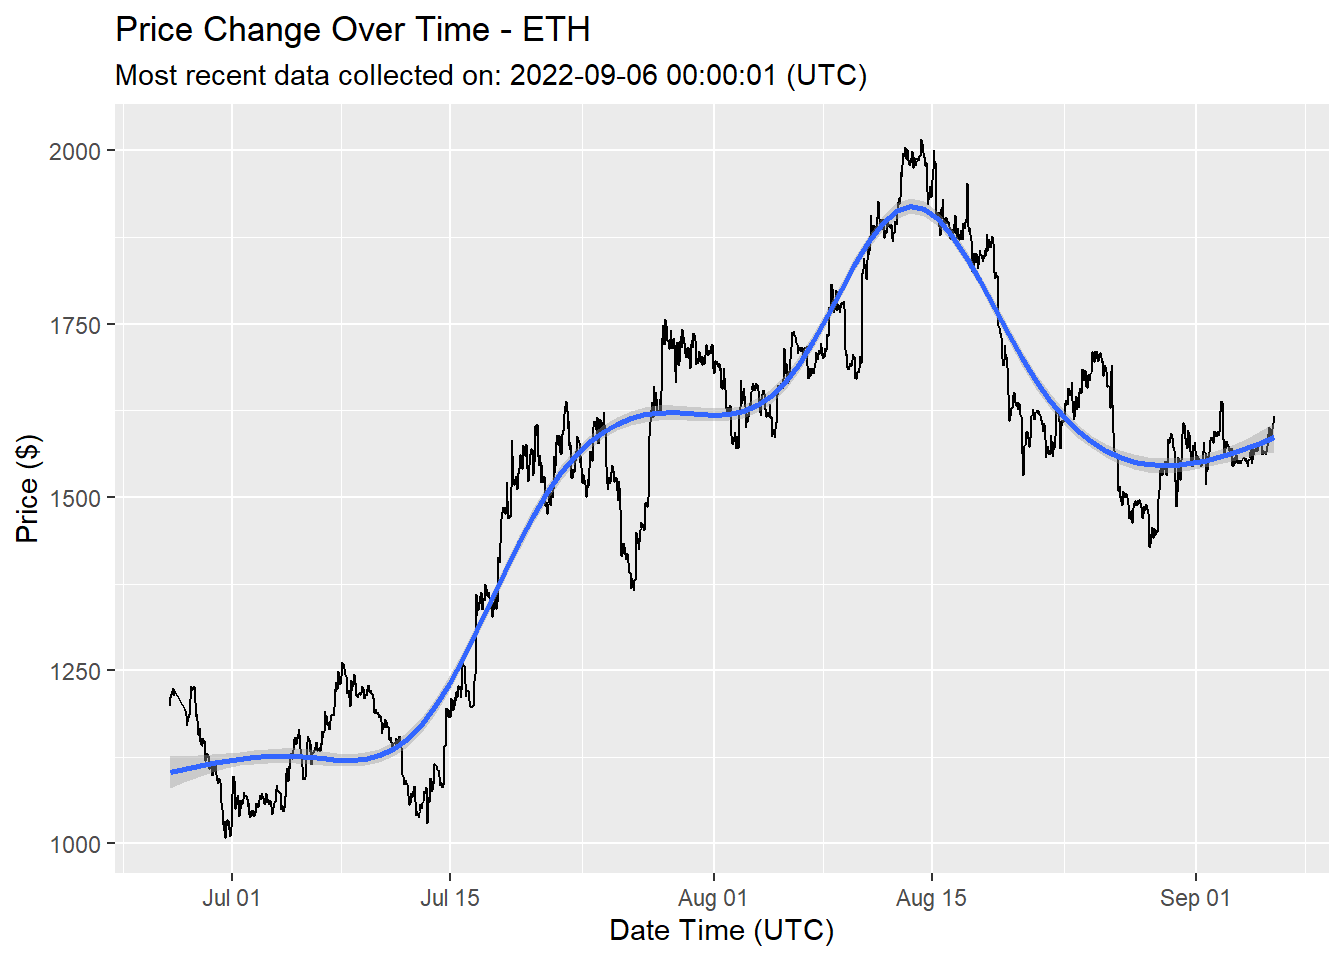 Price Change Over Time - ETH
Most recent data collected on: 2022-09-06 00:00:01 (UTC)
2000
1750
1500
1250
1000
Price ($)
Jul 01
Jul 15
Aug 01
Aug 15
Sep 01
Date Time (UTC)